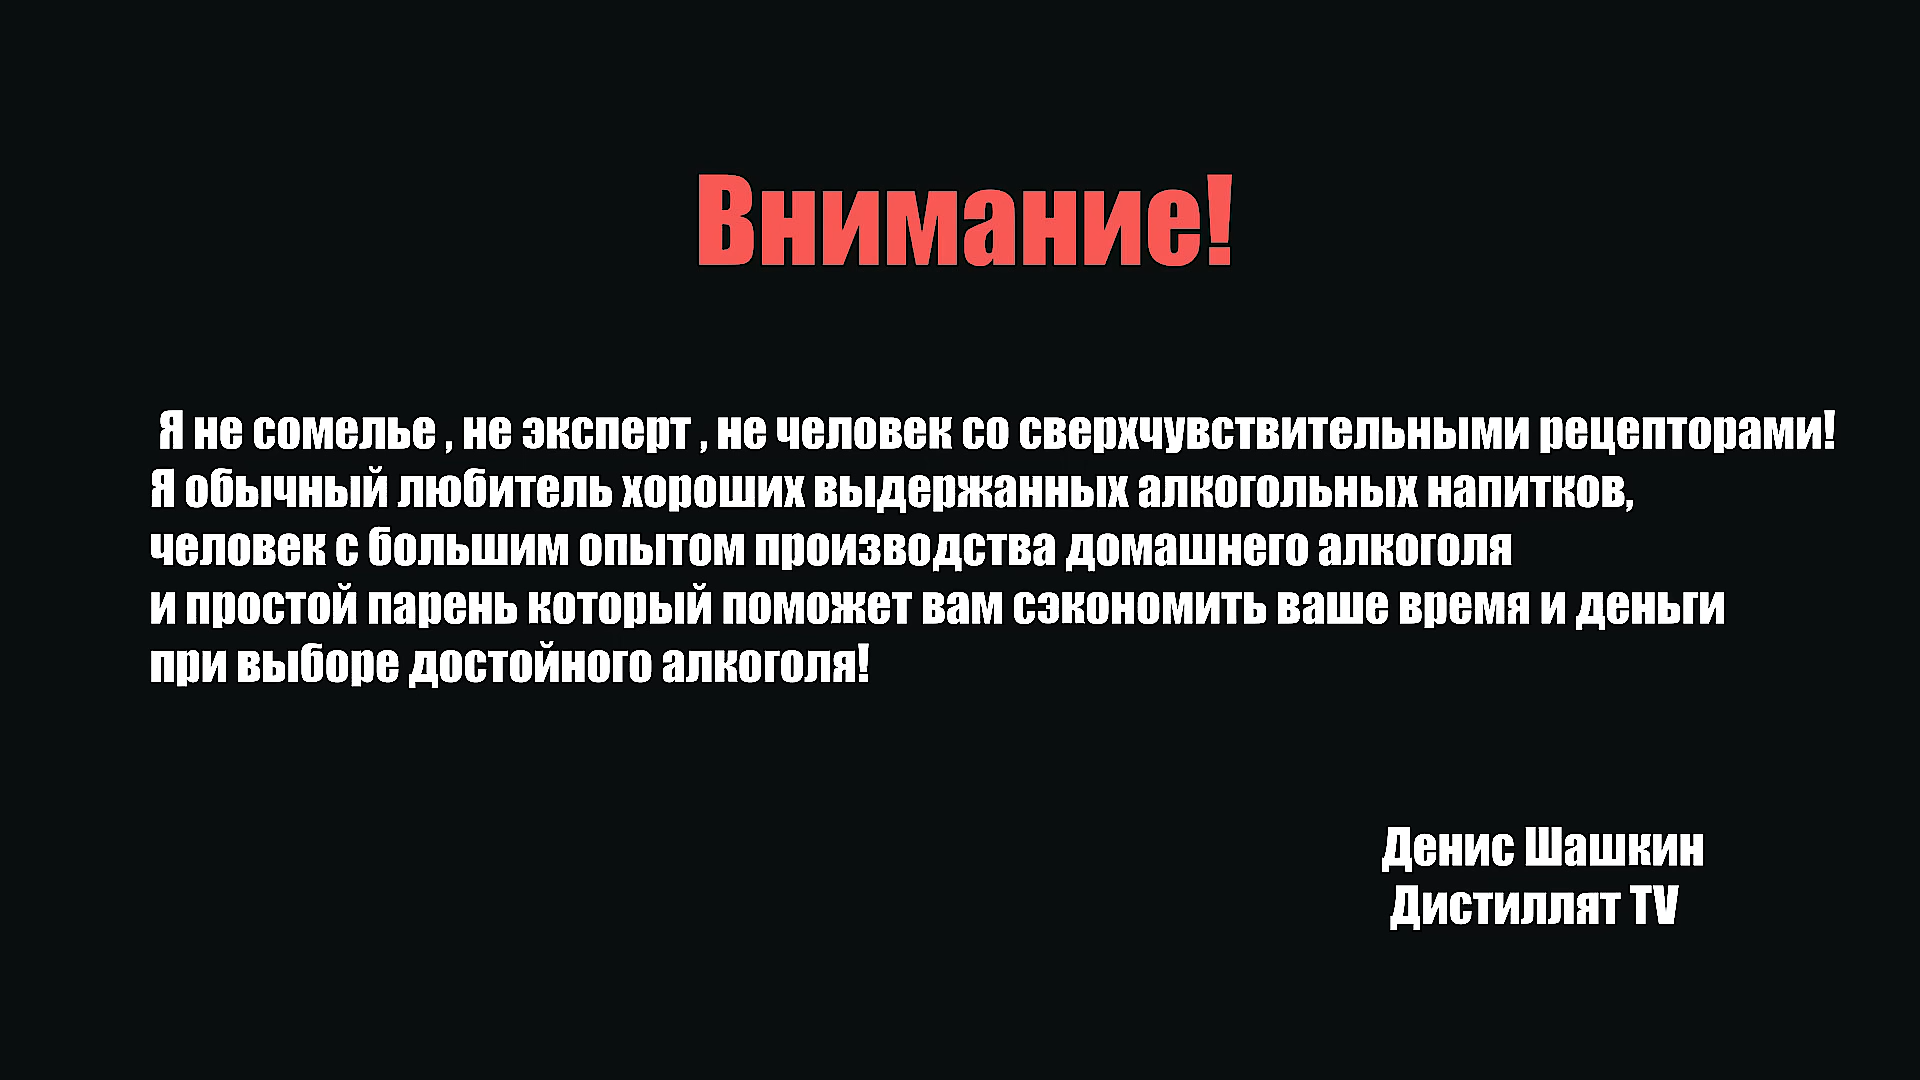 Внимание!
Я не сомелье , не эксперт , не человек со сверхчувствительными рецепторами!
Я обычный любитель хороших выдержанных алкогольных напитков,
человек с большим опытом производства домашнего алкоголя
и простой парень который поможет вам сэкономить ваше время и деньги
при выборе достойного алкоголя!
Денис Шашкин
Дистиллят TV